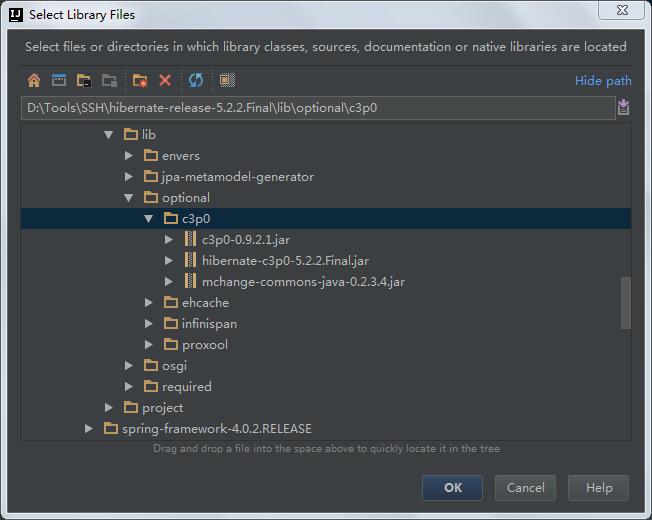 IJ Select Library Files
Select files or directories in which library classes, sources, documentation or native libraries are located
Hide path
D:\Tools\SSH\hibernate-release-5.2.2.Final\lib\optional\c3p0
lib
envers
jpa-metamodel-generator
optional
c3p0
c3p0-0.9.2.1.jar
hibernate-c3p0-5.2.2.Final.jar
mchange-commons-java-0.2.3.4.jar
ehcache
infinispan
proxool
osgi
required
project
spring-framework-4.0.2.RELEASE
Drag and drop a file into the space above to quickly locate it in the tree
OK Cancel Help